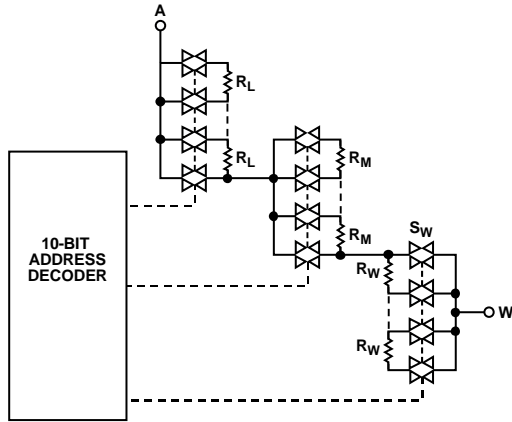 A
R_L
R_L
R_M
R_M
S_W
R_W
R_W
W
10-BIT
ADDRESS
DECODER